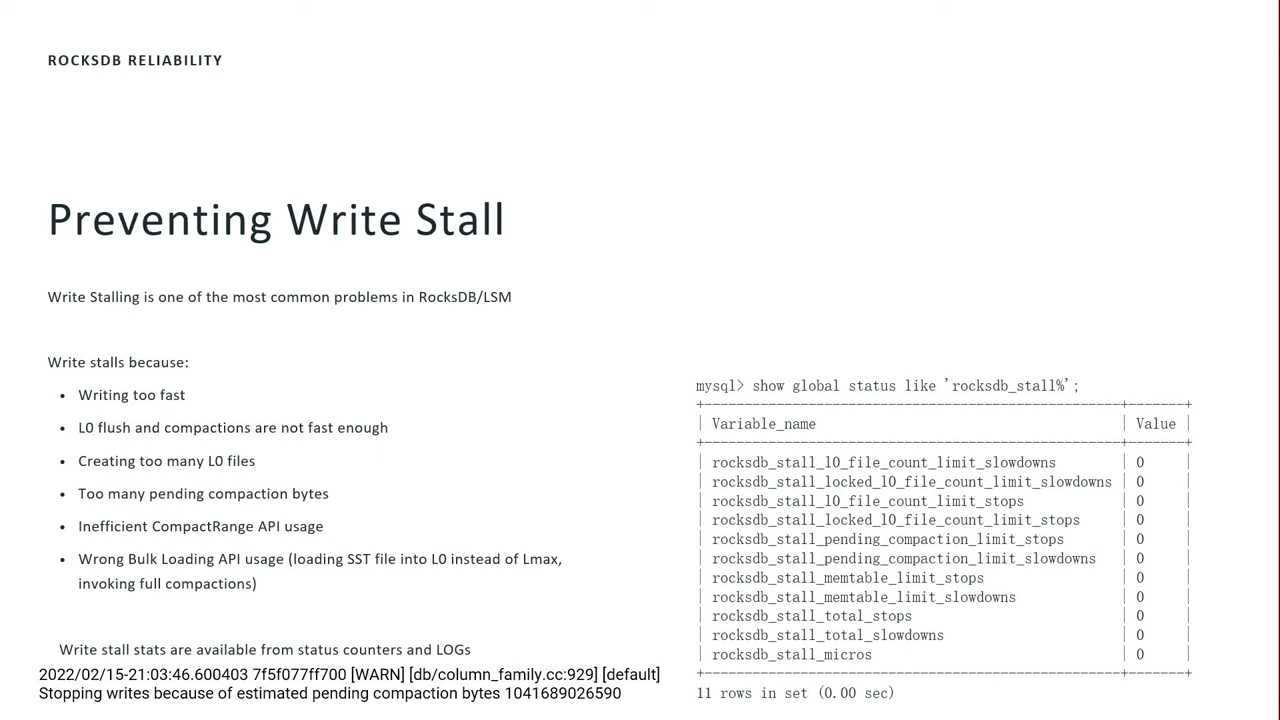 ROCKSDB RELIABILITY
Preventing Write Stall
Write Stalling is one of the most common problems in RocksDB/LSM
Write stalls because:
• Writing too fast
• L0 flush and compactions are not fast enough
• Creating too many L0 files
• Too many pending compaction bytes
• Inefficient CompactRange API usage
• Wrong Bulk Loading API usage (loading SST file into L0 instead of Lmax,
invoking full compactions)
Write stall stats are available from status counters and LOGs
2022/02/15-21:03:46.600403 7f5f077ff700 [WARN] [db/column_family.cc:929] [default]
Stopping writes because of estimated pending compaction bytes 1041689026590
mysql> show global status like 'rocksdb_stall%';
+----------------------------------------------------+-------+
| Variable_name | Value |
+----------------------------------------------------+-------+
| rocksdb_stall_l0_file_count_limit_slowdowns | 0 |
| rocksdb_stall_locked_l0_file_count_limit_slowdowns | 0 |
| rocksdb_stall_l0_file_count_limit_stops | 0 |
| rocksdb_stall_locked_l0_file_count_limit_stops | 0 |
| rocksdb_stall_pending_compaction_limit_stops | 0 |
| rocksdb_stall_pending_compaction_limit_slowdowns | 0 |
| rocksdb_stall_memtable_limit_stops | 0 |
| rocksdb_stall_memtable_limit_slowdowns | 0 |
| rocksdb_stall_total_stops | 0 |
| rocksdb_stall_total_slowdowns | 0 |
| rocksdb_stall_micros | 0 |
+----------------------------------------------------+-------+
11 rows in set (0.00 sec)